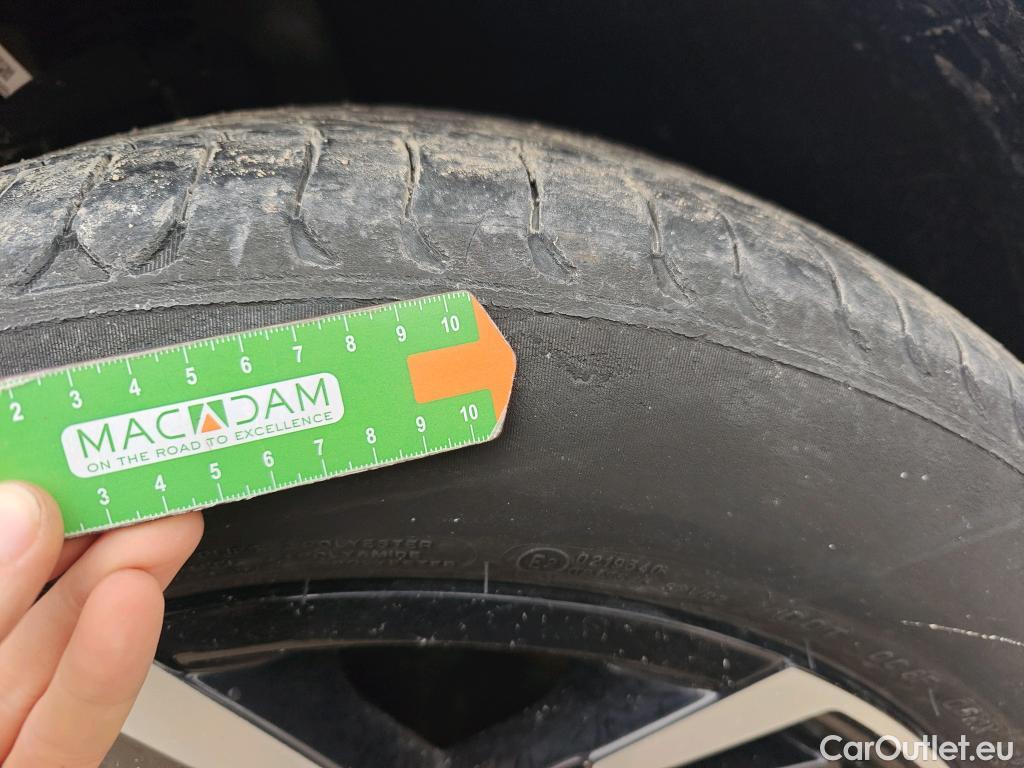 2 3 4 5 6 7 8 9 10
MACADAM
ON THE ROAD TO EXCELLENCE
3 4 5 6 7 8 9 10
POLYESTER
POLYAMIDE
CarOutlet.eu